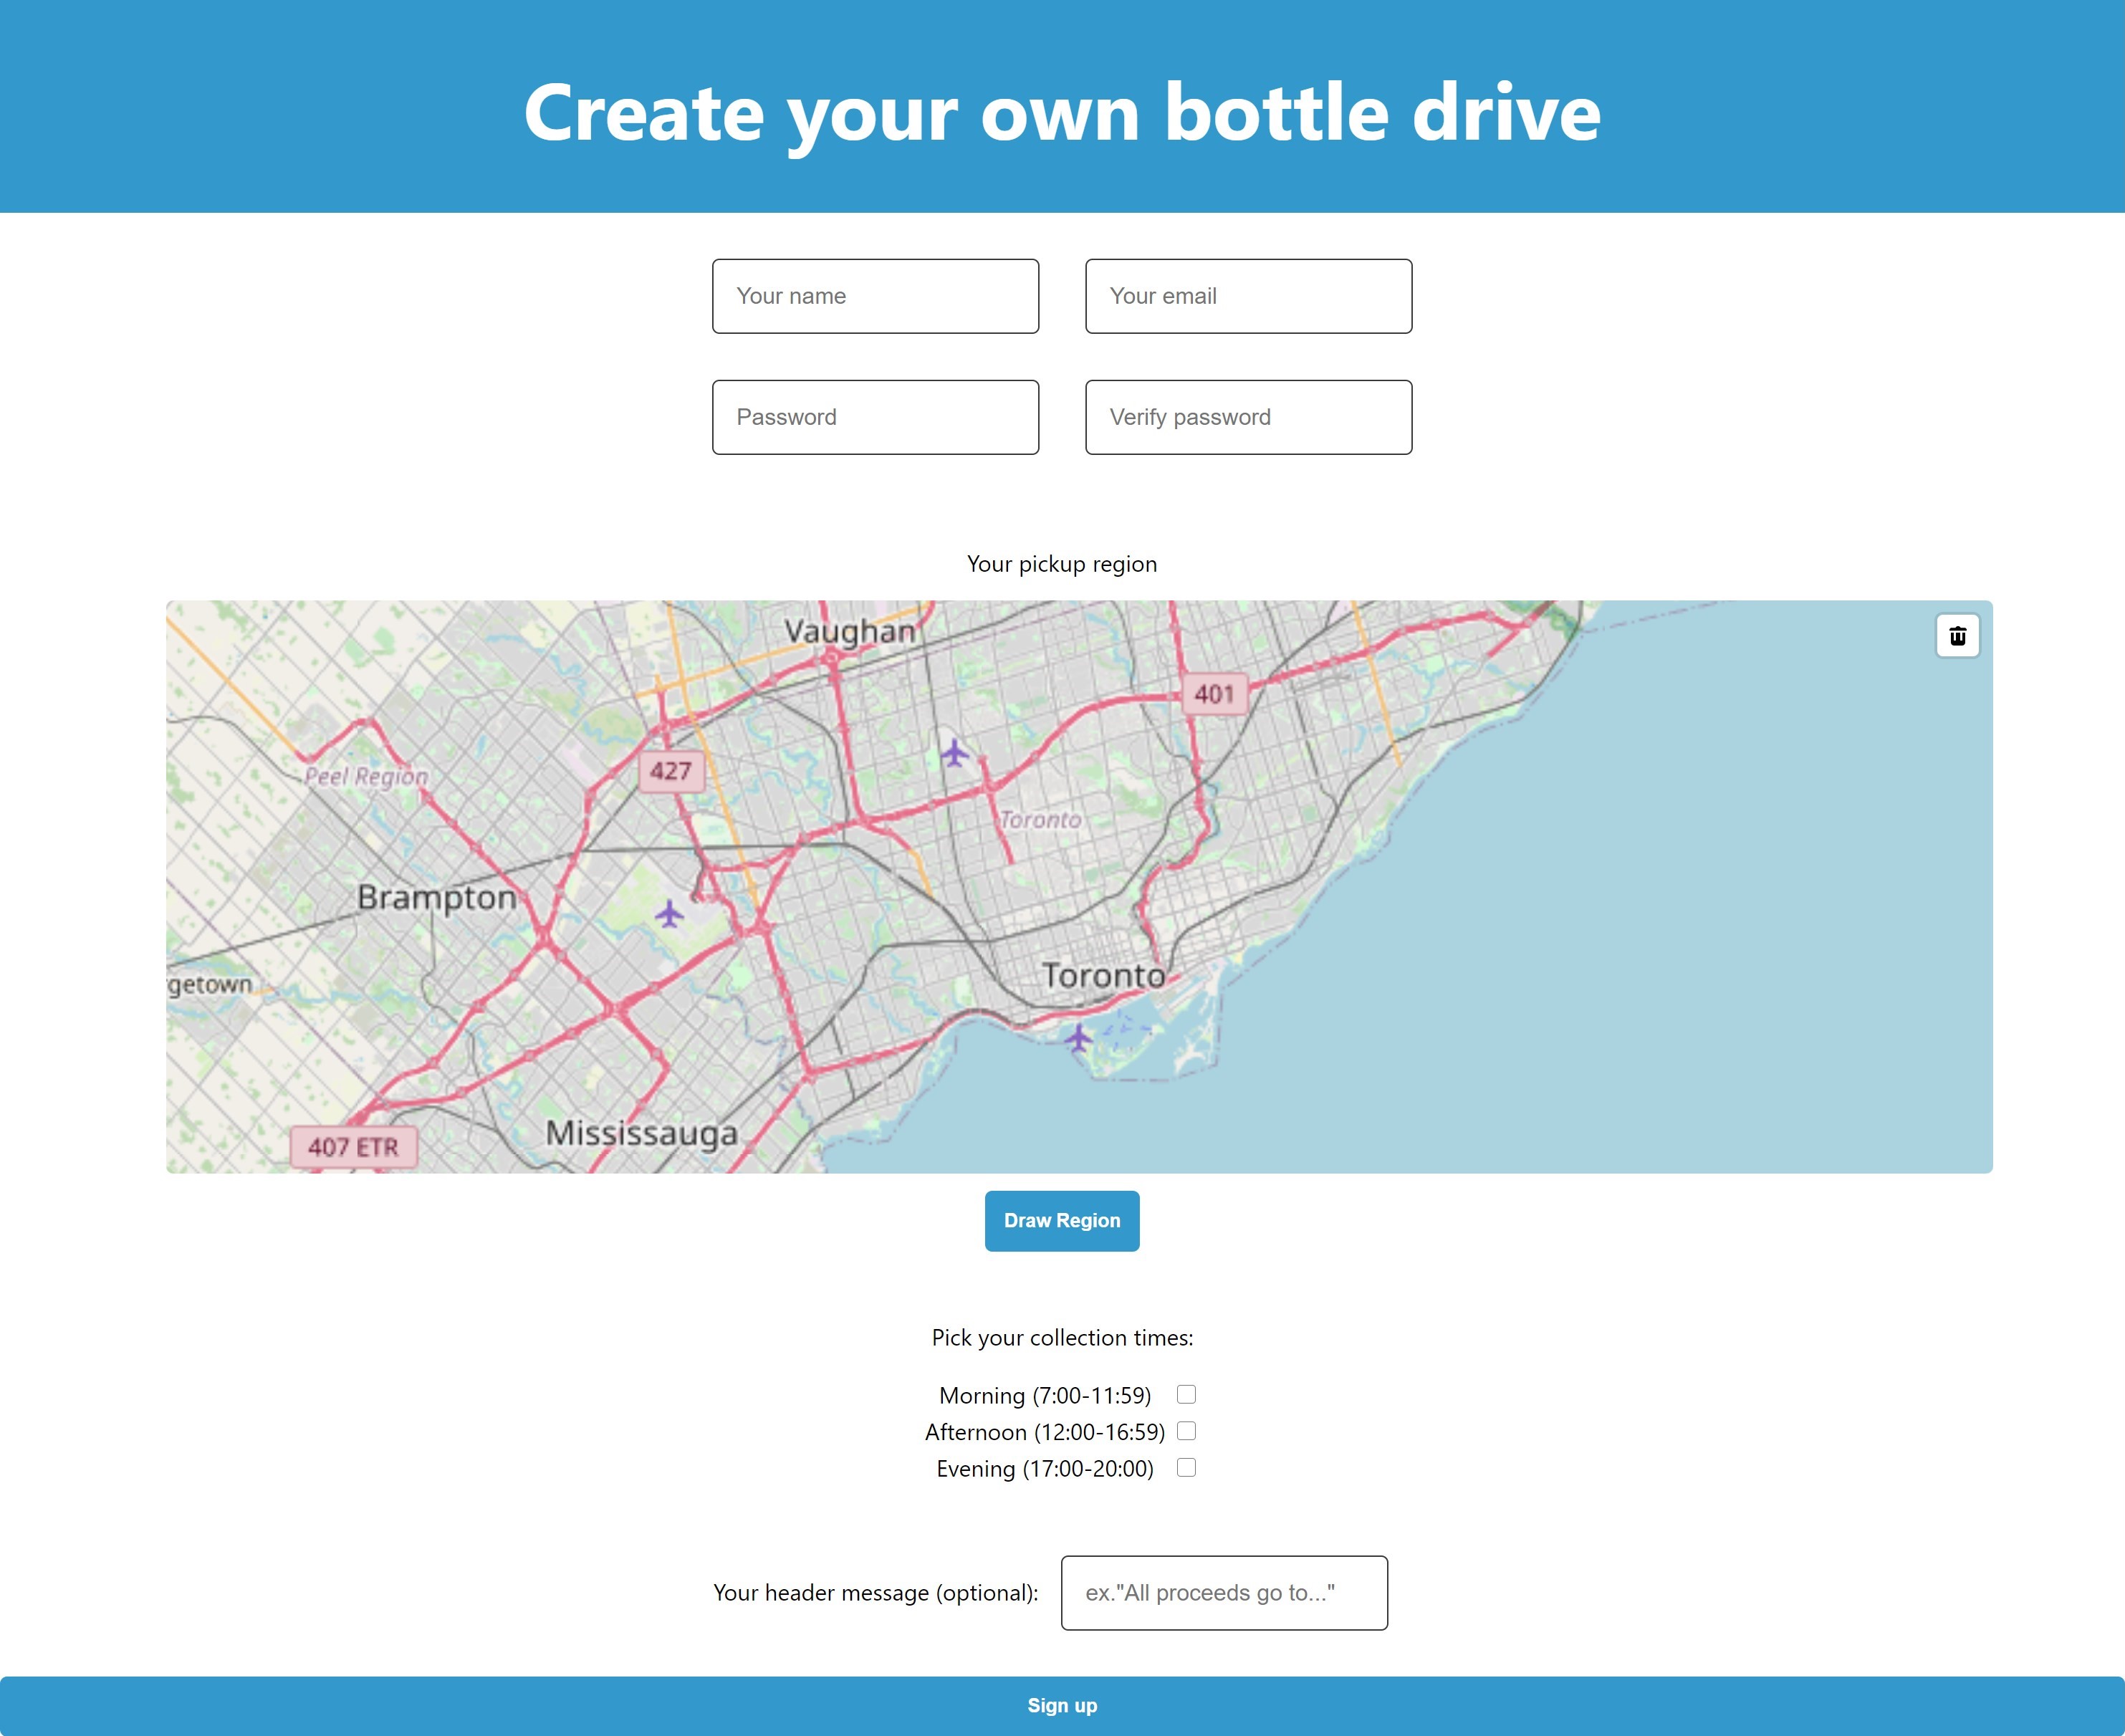 Create your own bottle drive
Your name
Your email
Password
Verify password
Your pickup region
Vaughan
401
427
Peel Region
Toronto
Brampton
Toronto
getown
Mississauga
407 ETR
Draw Region
Pick your collection times:
Morning (7:00-11:59)
Afternoon (12:00-16:59)
Evening (17:00-20:00)
Your header message (optional):
ex."All proceeds go to..."
Sign up